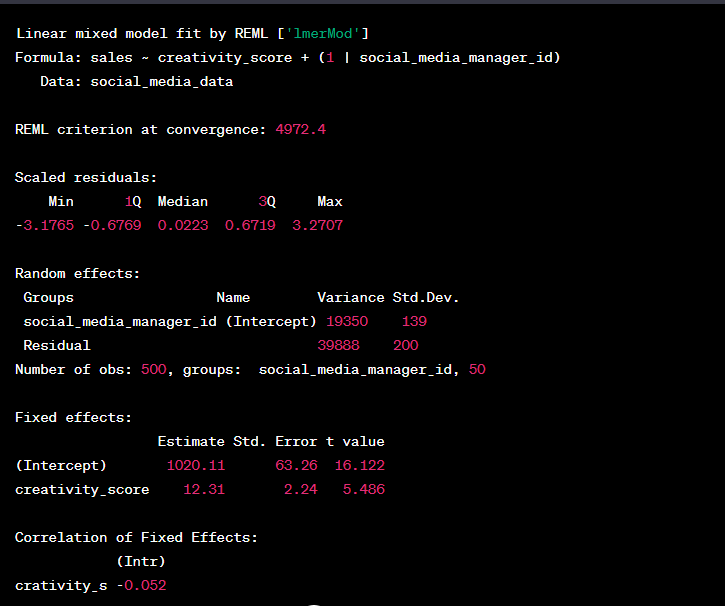 Linear mixed model fit by REML ['lmerMod']
Formula: sales ~ creativity_score + (1 | social_media_manager_id)
Data: social_media_data
REML criterion at convergence: 4972.4
Scaled residuals:
Min 1Q Median 3Q Max
-3.1765 -0.6769 0.0223 0.6719 3.2707
Random effects:
Groups Name Variance Std.Dev.
social_media_manager_id (Intercept) 19350 139
Residual 39888 200
Number of obs: 500, groups: social_media_manager_id, 50
Fixed effects:
Estimate Std. Error t value
(Intercept) 1020.11 63.26 16.122
creativity_score 12.31 2.24 5.486
Correlation of Fixed Effects:
(Intr)
crativity_s -0.052